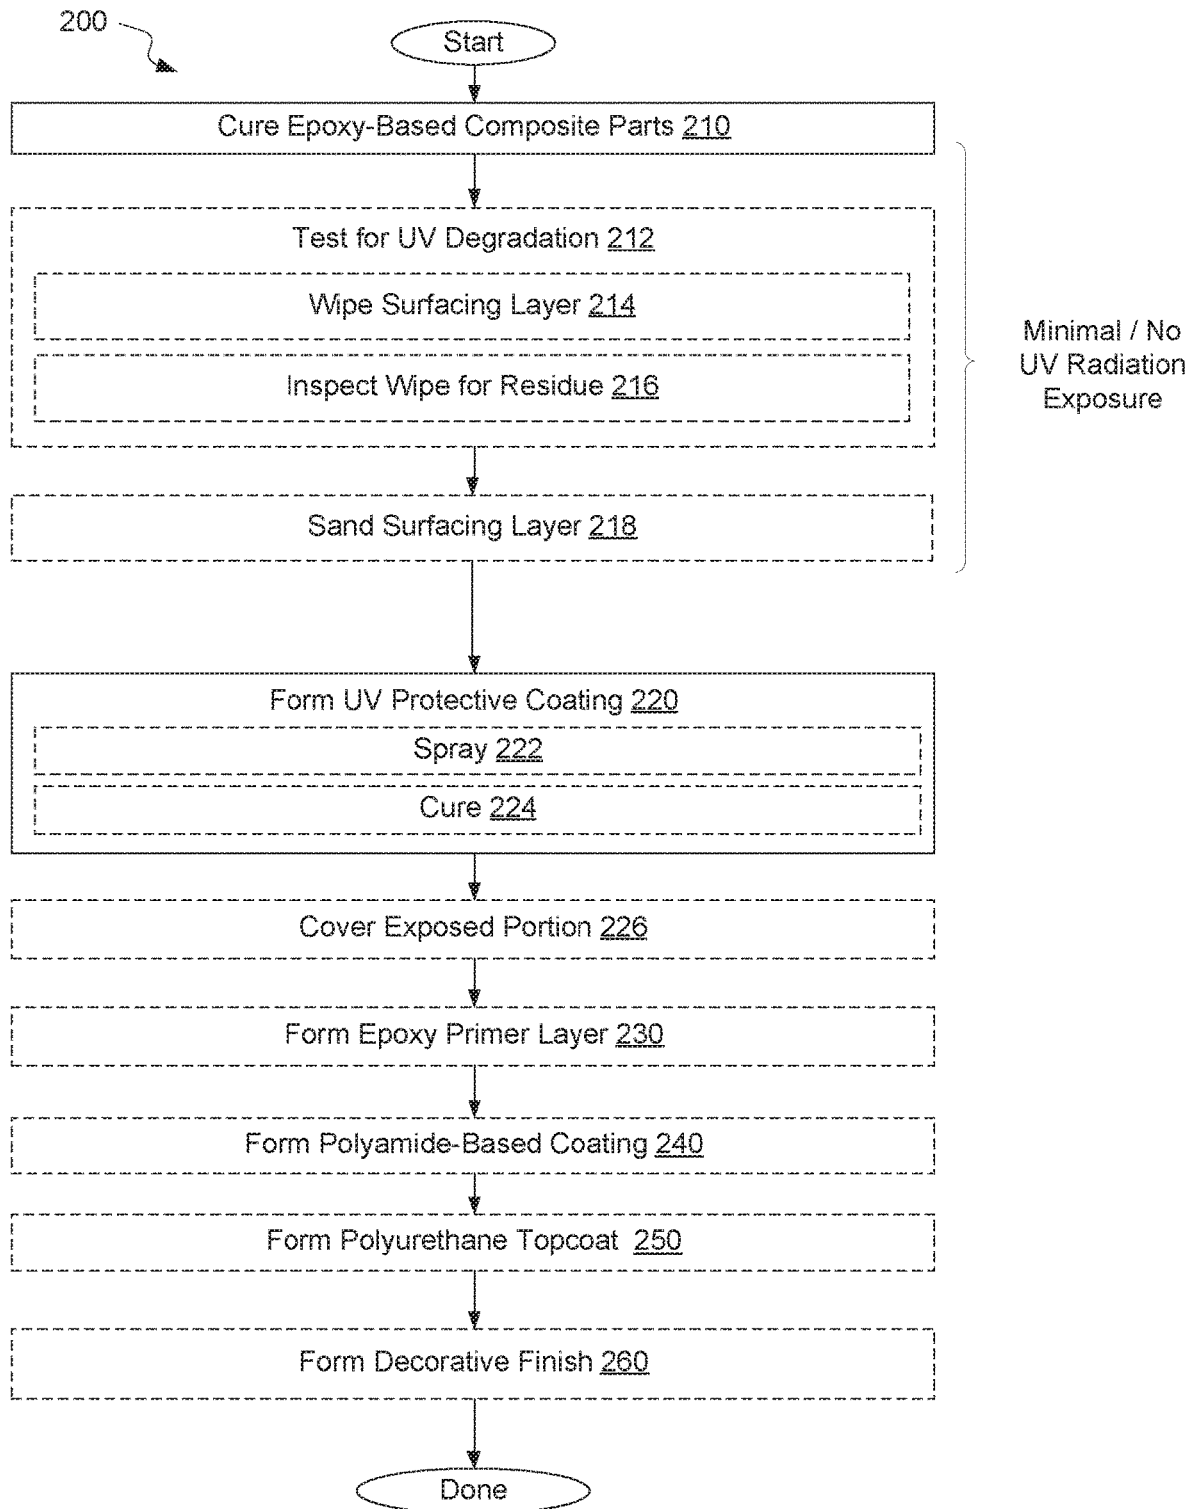 200
Start
Cure Epoxy-Based Composite Parts 210
Test for UV Degradation 212
Wipe Surfacing Layer 214
Inspect Wipe for Residue 216
Minimal / No
UV Radiation
Exposure
Sand Surfacing Layer 218
Form UV Protective Coating 220
Spray 222
Cure 224
Cover Exposed Portion 226
Form Epoxy Primer Layer 230
Form Polyamide-Based Coating 240
Form Polyurethane Topcoat 250
Form Decorative Finish 260
Done